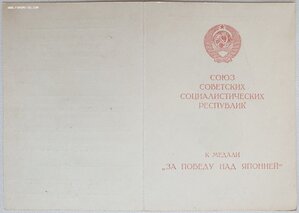 СОЮЗ
СОВЕТСКИХ
СОЦИАЛИСТИЧЕСКИХ
РЕСПУБЛИК
К МЕДАЛИ
„ЗА ПОБЕДУ НАД ЯПОНИЕЙ"